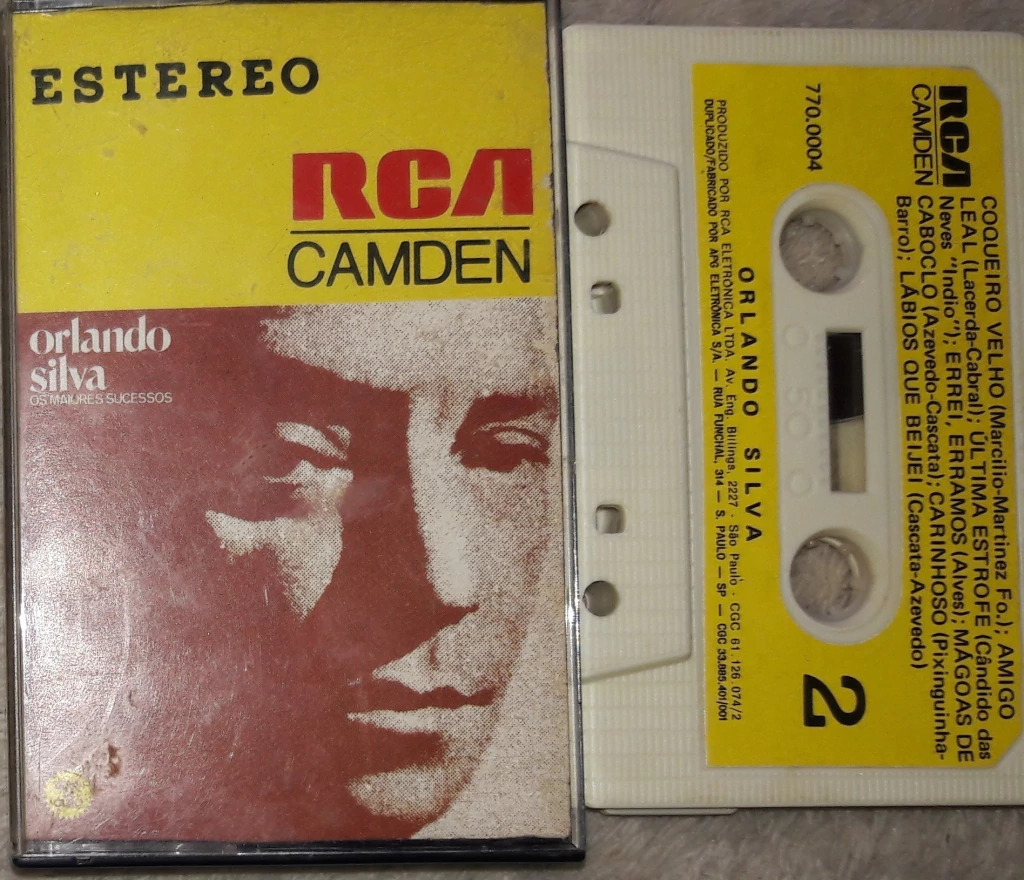 ESTEREO
RCA
CAMDEN
orlando
silva
OS MAIORES SUCESSOS
RCA
CAMDEN
770.0004
COQUEIRO VELHO (Marcilio-Martinez Fo.); AMIGO
LEAL (Lacerda-Cabral); ÚLTIMA ESTROFE (Cândido das
Neves "Indio"); ERREI, ERRAMOS (Alves); MÁGOAS DE
CABOCLO (Azevedo-Cascata); CARINHOSO (Pixinguinha-
Barro); LÁBIOS QUE BEIJEI (Cascata-Azevedo)
2
ORLANDO SILVA
PRODUZIDO POR RCA ELETRÔNICA LTDA. Av. Eng. Billings, 2227 - São Paulo - CGC 61.126.074/2
DUPLICADO/FABRICADO POR APG ELETRÔNICA S/A. — RUA FUNCHAL, 314 — S. PAULO — SP — CGC 33.885.401/001